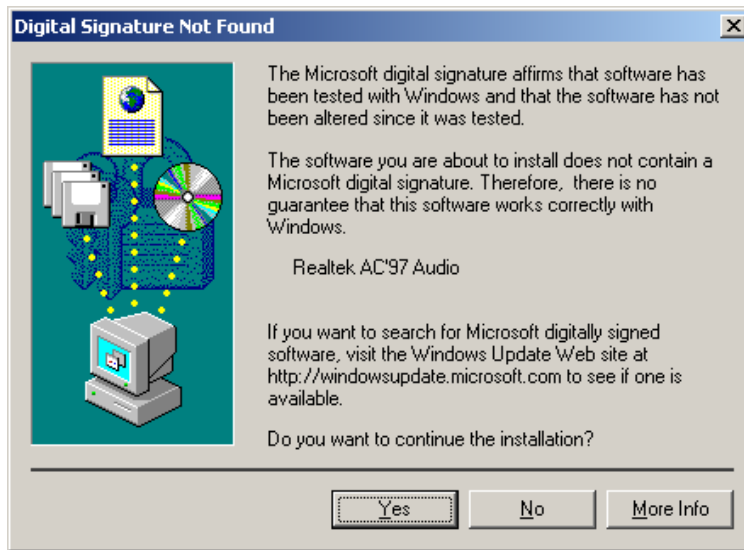 Digital Signature Not Found
The Microsoft digital signature affirms that software has
been tested with Windows and that the software has not
been altered since it was tested.
The software you are about to install does not contain a
Microsoft digital signature. Therefore,  there is no
guarantee that this software works correctly with
Windows.
Realtek AC'97 Audio
If you want to search for Microsoft digitally signed
software, visit the Windows Update Web site at
http://windowsupdate.microsoft.com to see if one is
available.
Do you want to continue the installation?
Yes No More Info